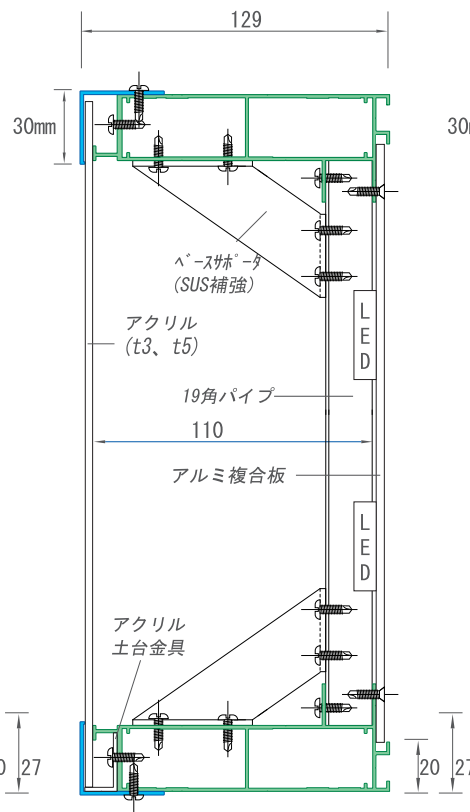 129
30mm
30m
ﾍﾞｰｽｻﾎﾟｰﾀ
(SUS補強)
アクリル
(t3、t5)
LED
19角パイプ
110
アルミ複合板
LED
アクリル
土台金具
0
27
20
27